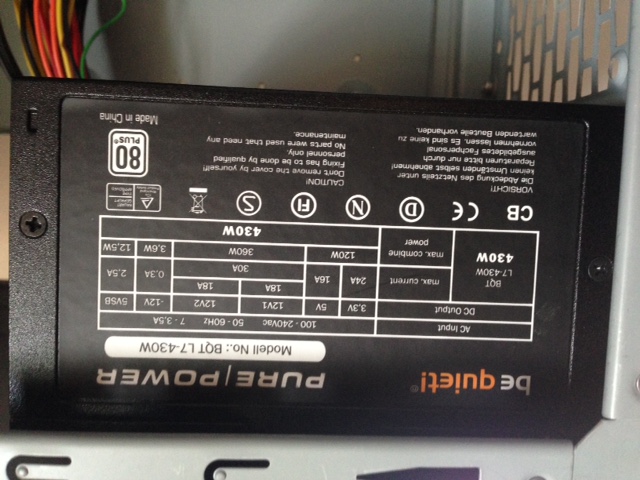 be quiet!®
PURE|POWER
Modell No.: BQT L7-430W
AC Input 100 - 240Vac 50 - 60Hz 7 - 3,5A
DC Output 3,3V 5V 12V1 12V2 -12V 5VSB
BQT
L7-430W
430W
max. current 24A 16A 18A 18A 0,3A 2,5A
30A
max. combine
power
120W 360W 3,6W 12,5W
430W
CB CE D N FI S
VORSICHT!
Die Abdeckung des Netzteils unter
keinen Umständen selbst abnehmen!
Reparaturen bitte nur durch
ausgebildetes Fachpersonal
vornehmen lassen. Es sind keine zu
wartenden Bauteile vorhanden.
CAUTION!
Don't remove the cover by yourself!
Fixing has to be done by qualified
personnel only.
No parts were used that need any
maintenance.
80
PLUS®
Made in China